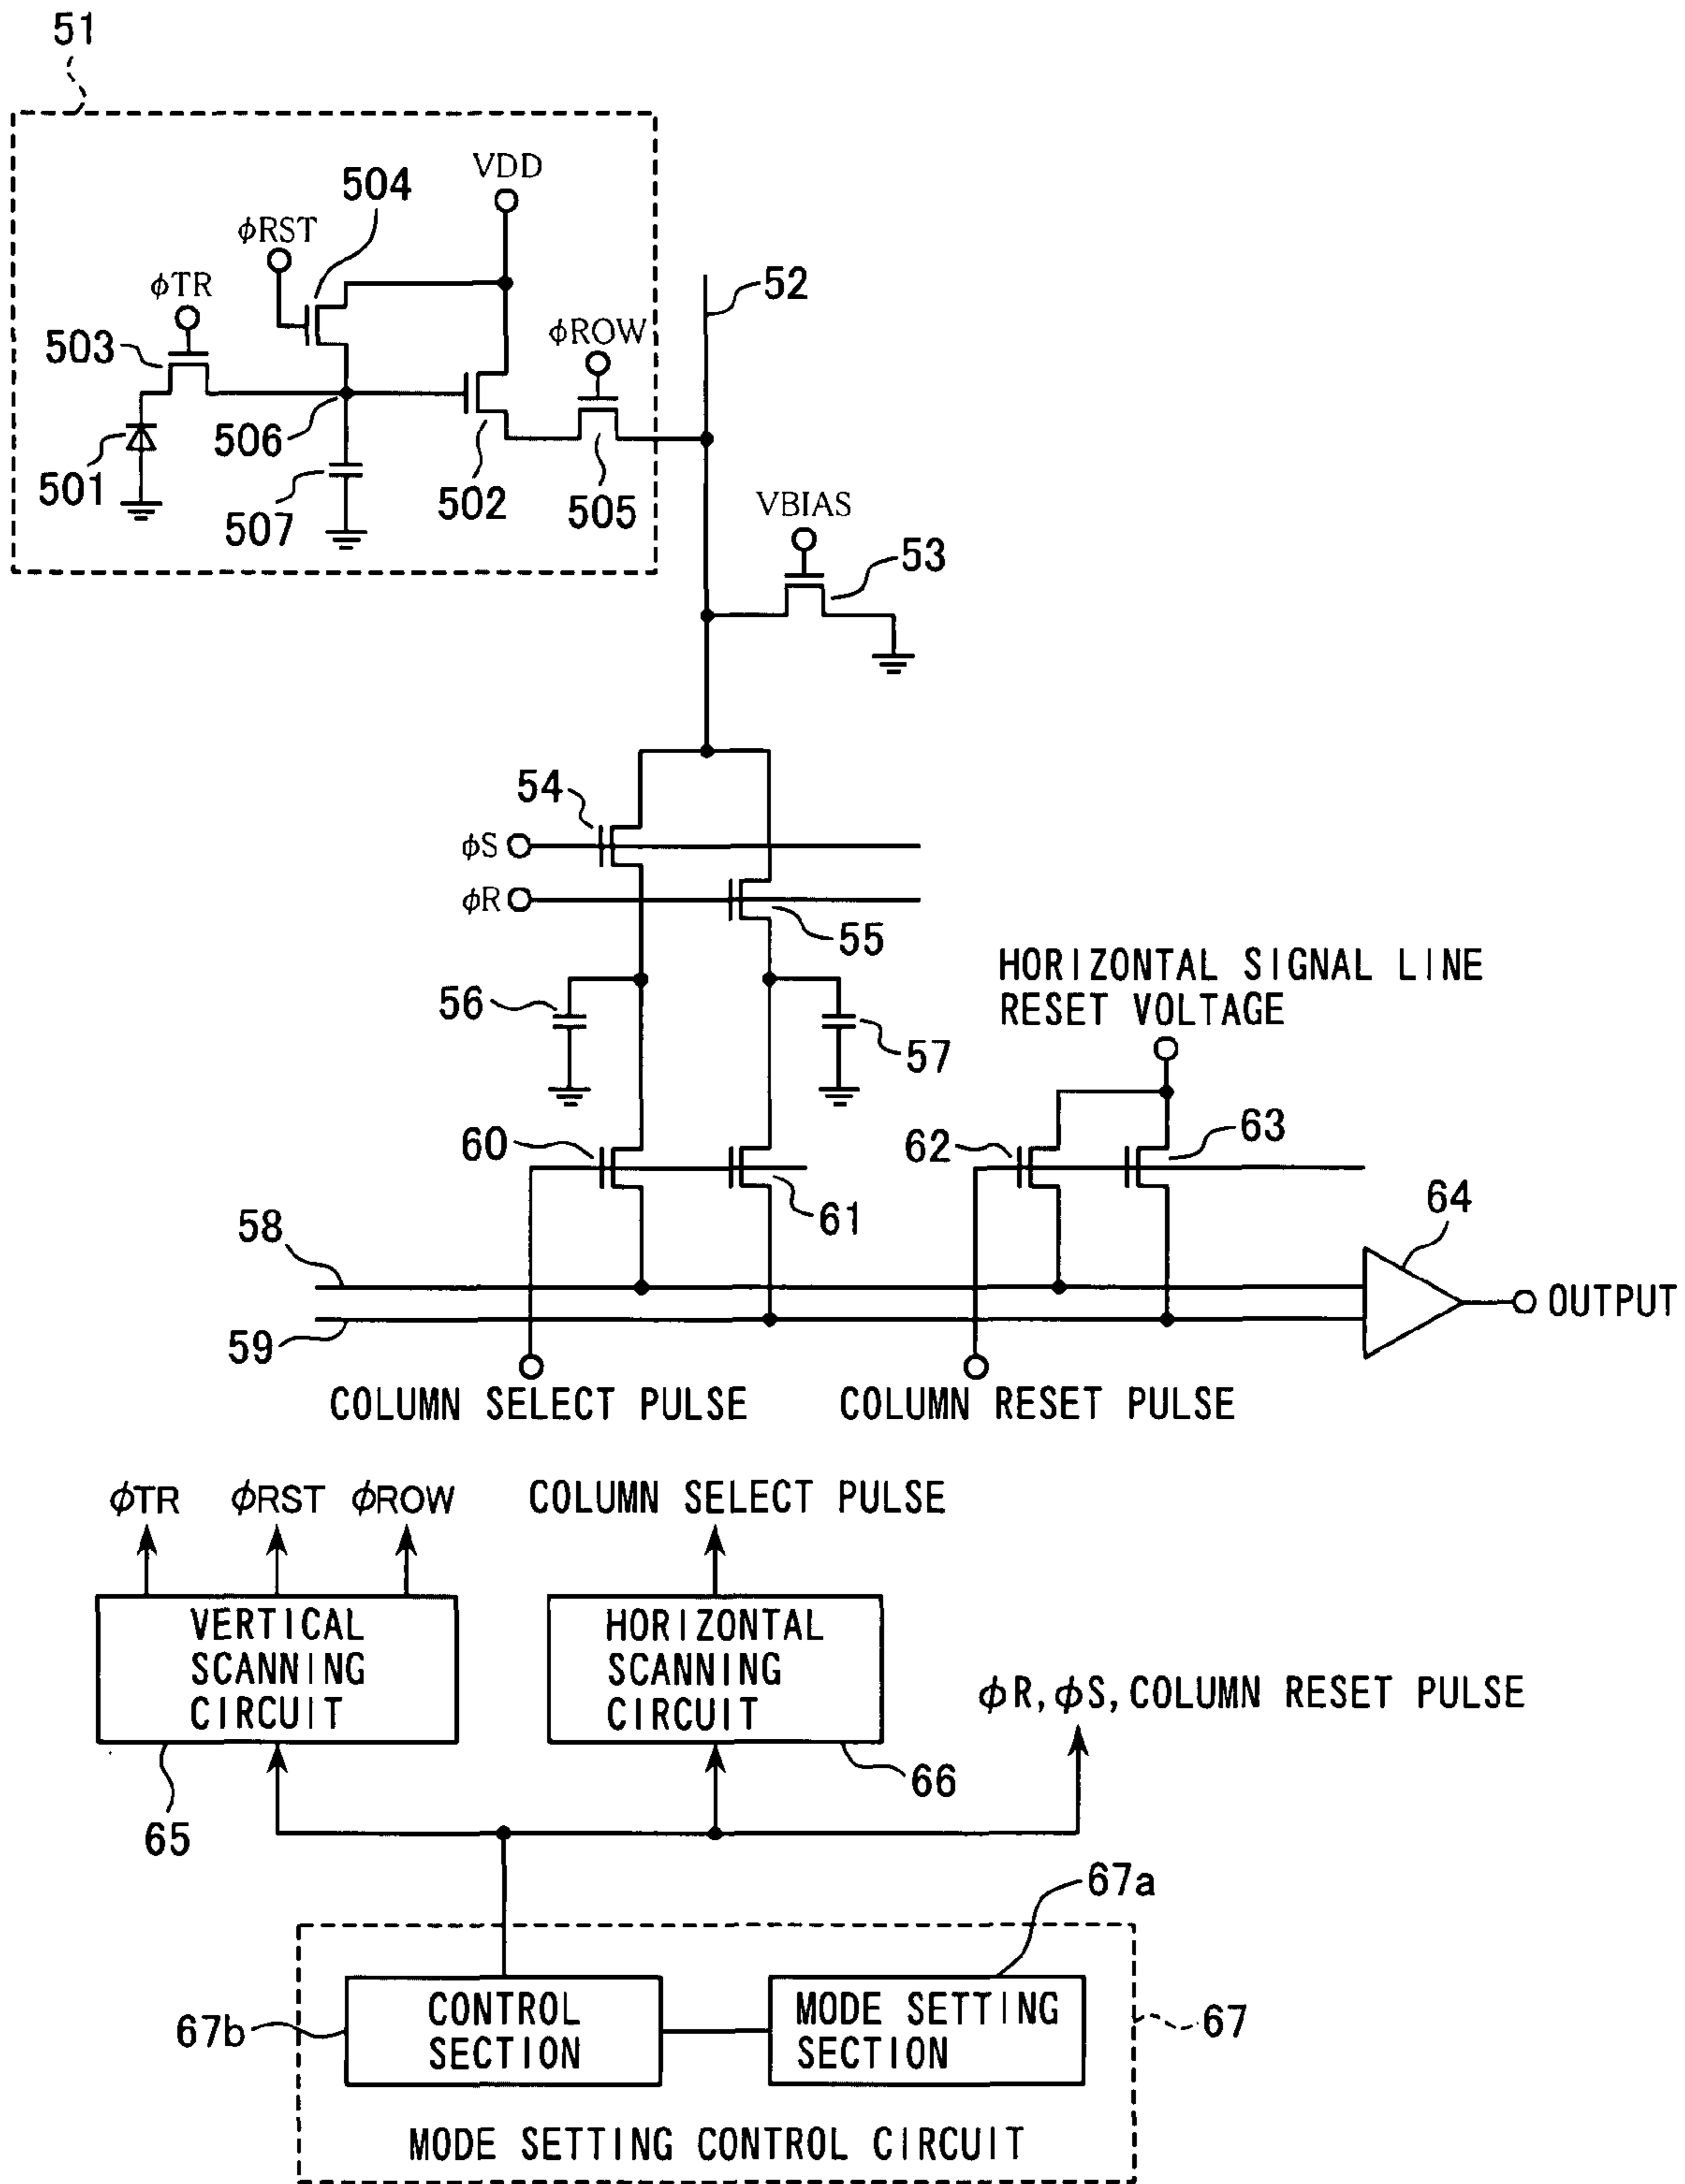 51
VDD
504
φRST
φTR
52
503
φROW
506
501
502
505
507
VBIAS
53
54
φS
φR
55
HORIZONTAL SIGNAL LINE
RESET VOLTAGE
56
57
60
62
63
61
64
58
OUTPUT
59
COLUMN SELECT PULSE
COLUMN RESET PULSE
φTR
φRST
φROW
COLUMN SELECT PULSE
VERTICAL
SCANNING
CIRCUIT
HORIZONTAL
SCANNING
CIRCUIT
φR, φS, COLUMN RESET PULSE
66
65
67a
CONTROL
SECTION
MODE SETTING
SECTION
67b
67
MODE SETTING CONTROL CIRCUIT